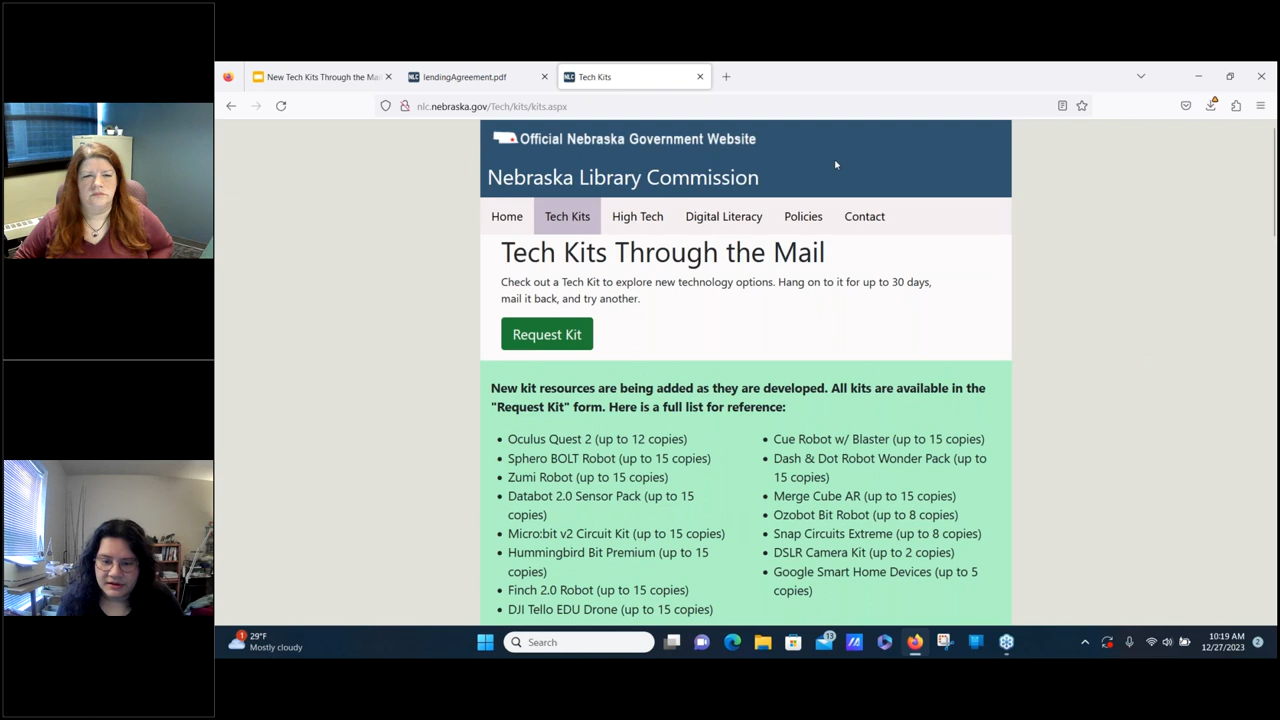 New Tech Kits Through the Mai
lendingAgreement.pdf
Tech Kits
nlc.nebraska.gov/Tech/kits/kits.aspx
Official Nebraska Government Website
Nebraska Library Commission
Home Tech Kits High Tech Digital Literacy Policies Contact
Tech Kits Through the Mail
Check out a Tech Kit to explore new technology options. Hang on to it for up to 30 days,
mail it back, and try another.
Request Kit
New kit resources are being added as they are developed. All kits are available in the
"Request Kit" form. Here is a full list for reference:
Oculus Quest 2 (up to 12 copies)
Sphero BOLT Robot (up to 15 copies)
Zumi Robot (up to 15 copies)
Databot 2.0 Sensor Pack (up to 15
copies)
Micro:bit v2 Circuit Kit (up to 15 copies)
Hummingbird Bit Premium (up to 15
copies)
Finch 2.0 Robot (up to 15 copies)
DJI Tello EDU Drone (up to 15 copies)
Cue Robot w/ Blaster (up to 15 copies)
Dash & Dot Robot Wonder Pack (up to
15 copies)
Merge Cube AR (up to 15 copies)
Ozobot Bit Robot (up to 8 copies)
Snap Circuits Extreme (up to 8 copies)
DSLR Camera Kit (up to 2 copies)
Google Smart Home Devices (up to 5
copies)
1
29°F
Mostly cloudy
Search
13
10:19 AM
12/27/2023
2